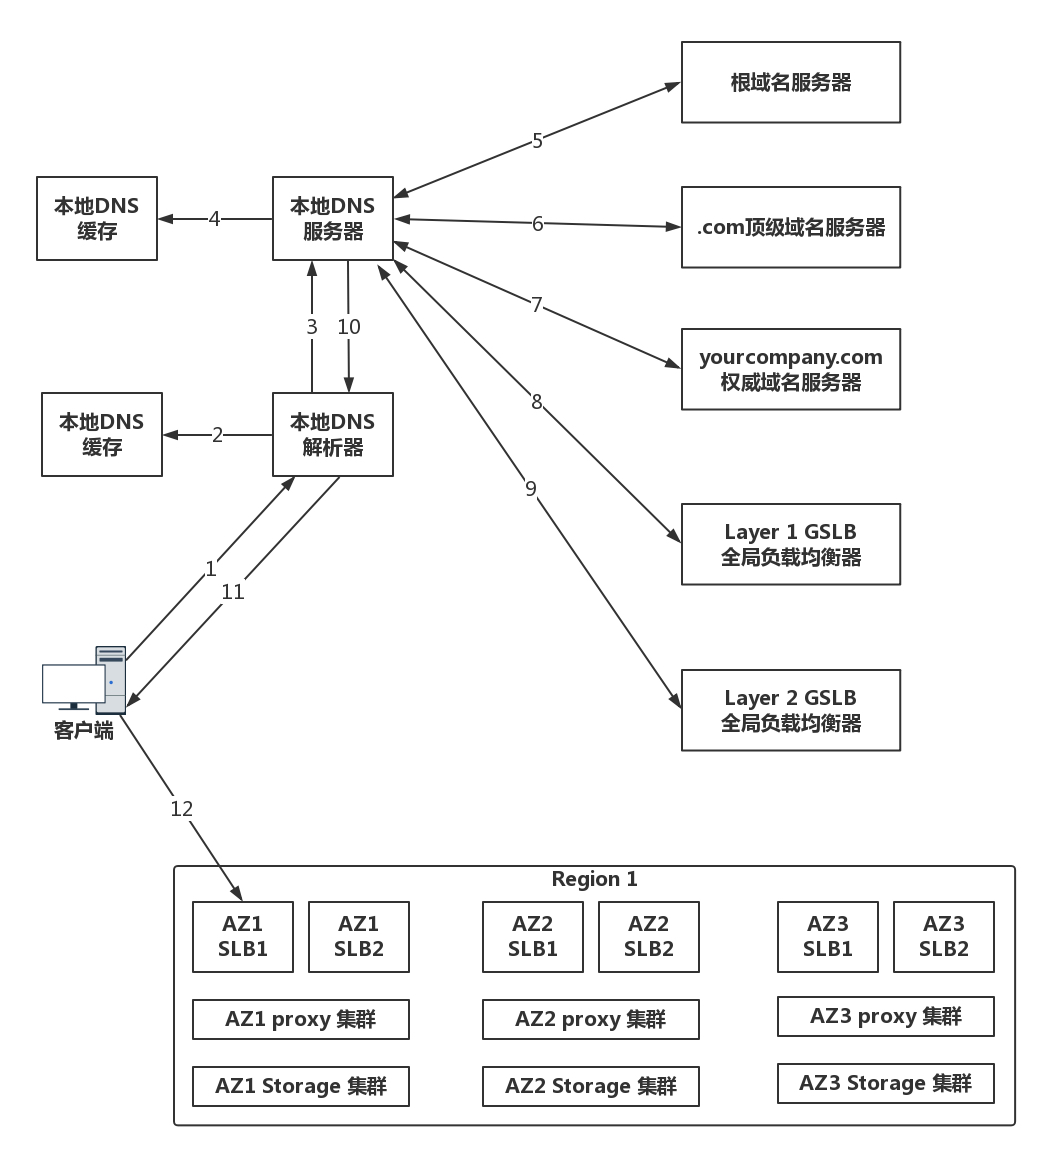 根域名服务器
5
本地DNS
缓存
4
本地DNS
服务器
6
.com顶级域名服务器
7
3
10
yourcompany.com
权威域名服务器
8
本地DNS
缓存
2
本地DNS
解析器
9
Layer 1 GSLB
全局负载均衡器
1
11
客户端
Layer 2 GSLB
全局负载均衡器
12
Region 1
AZ1
SLB1
AZ1
SLB2
AZ2
SLB1
AZ2
SLB2
AZ3
SLB1
AZ3
SLB2
AZ1 proxy 集群
AZ2 proxy 集群
AZ3 proxy 集群
AZ1 Storage 集群
AZ2 Storage 集群
AZ3 Storage 集群